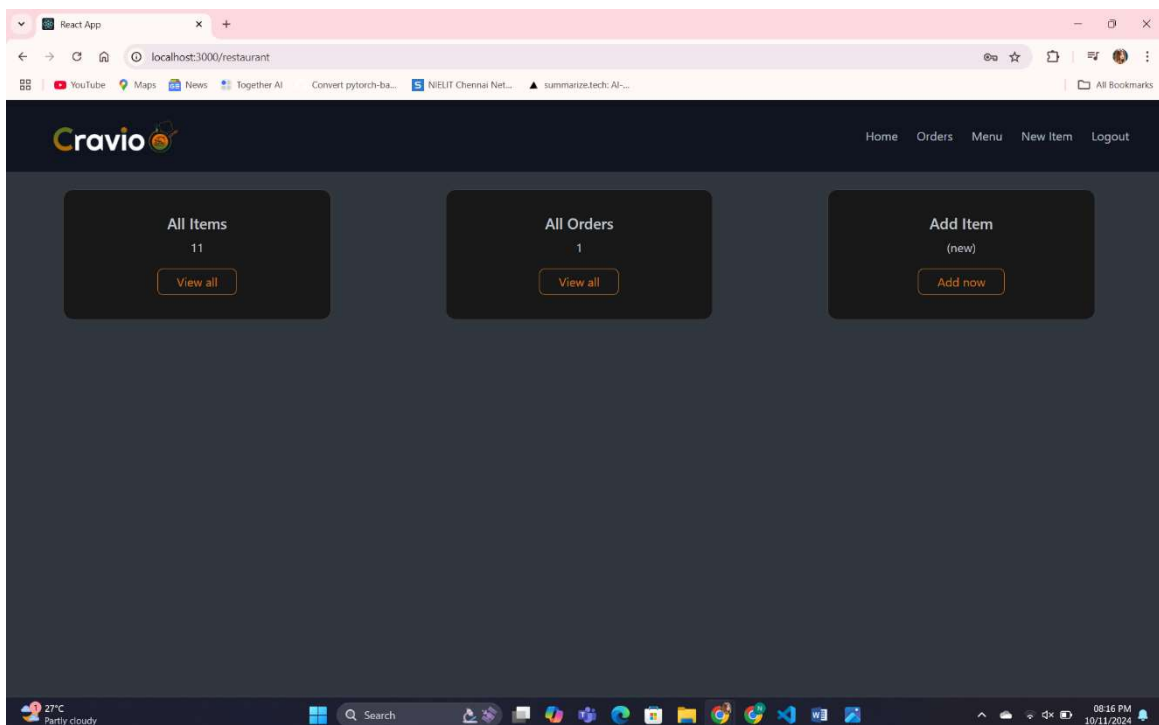 React App
localhost:3000/restaurant
YouTube Maps News Together AI Convert pytorch-ba... NIELIT Chennai Net... summarize.tech: AI-... All Bookmarks
Cravio Home Orders Menu New Item Logout
All Items All Orders Add Item
11 1 (new)
View all View all Add now
27°C Search 08:16 PM
Partly cloudy 10/11/2024